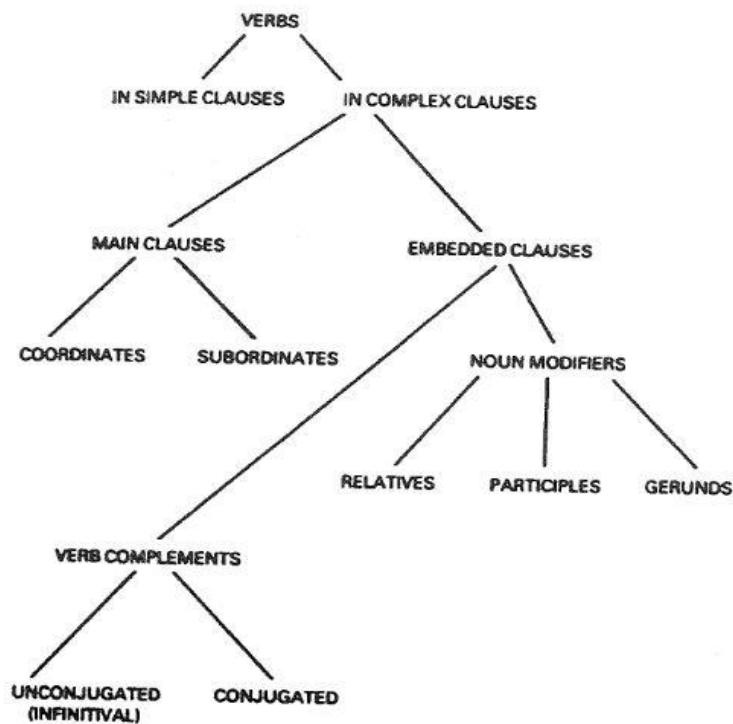 VERBS
IN SIMPLE CLAUSES
IN COMPLEX CLAUSES
MAIN CLAUSES
EMBEDDED CLAUSES
COORDINATES
SUBORDINATES
NOUN MODIFIERS
RELATIVES
PARTICIPLES
GERUNDS
VERB COMPLEMENTS
UNCONJUGATED
(INFINITIVAL)
CONJUGATED